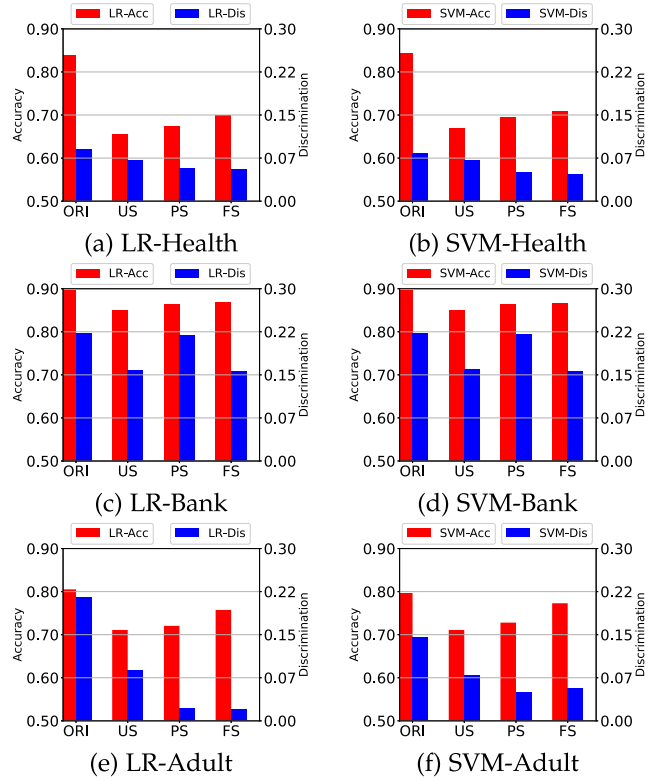 LR-Acc LR-Dis
0.90 0.80 0.70 0.60 0.50
Accuracy
0.30 0.22 0.15 0.07 0.00
Discrimination
ORI US PS FS
(a) LR-Health
SVM-Acc SVM-Dis
0.90 0.80 0.70 0.60 0.50
Accuracy
0.30 0.22 0.15 0.07 0.00
Discrimination
ORI US PS FS
(b) SVM-Health
LR-Acc LR-Dis
0.90 0.80 0.70 0.60 0.50
Accuracy
0.30 0.22 0.15 0.07 0.00
Discrimination
ORI US PS FS
(c) LR-Bank
SVM-Acc SVM-Dis
0.90 0.80 0.70 0.60 0.50
Accuracy
0.30 0.22 0.15 0.07 0.00
Discrimination
ORI US PS FS
(d) SVM-Bank
LR-Acc LR-Dis
0.90 0.80 0.70 0.60 0.50
Accuracy
0.30 0.22 0.15 0.07 0.00
Discrimination
ORI US PS FS
(e) LR-Adult
SVM-Acc SVM-Dis
0.90 0.80 0.70 0.60 0.50
Accuracy
0.30 0.22 0.15 0.07 0.00
Discrimination
ORI US PS FS
(f) SVM-Adult